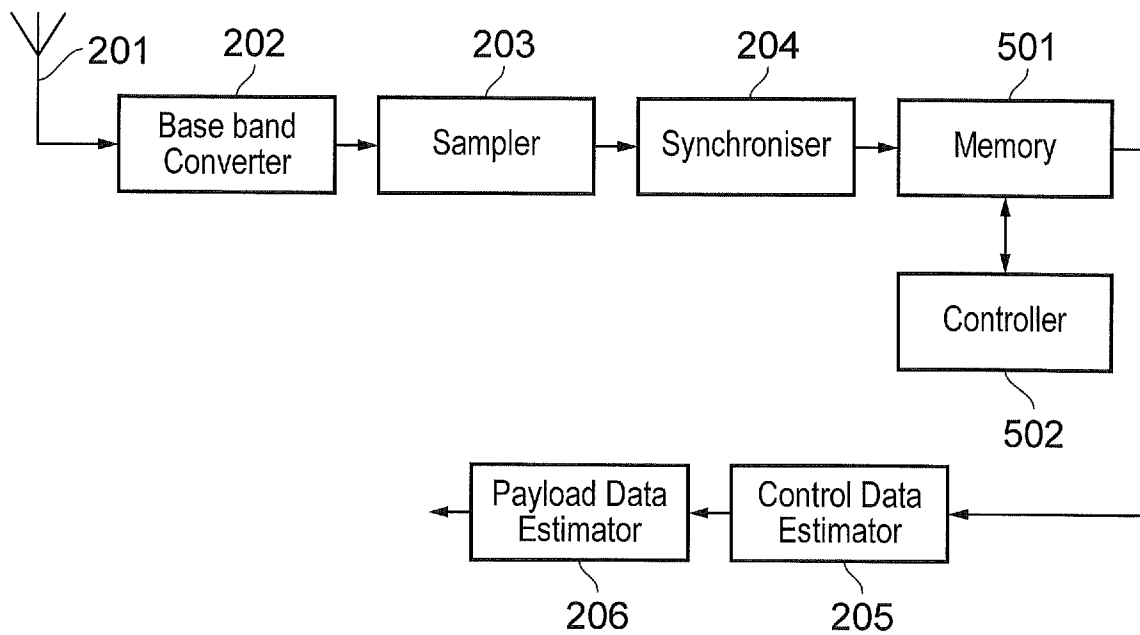 201
202
203
204
501
Base band
Converter
Sampler
Synchroniser
Memory
Controller
502
Payload Data
Estimator
Control Data
Estimator
206
205